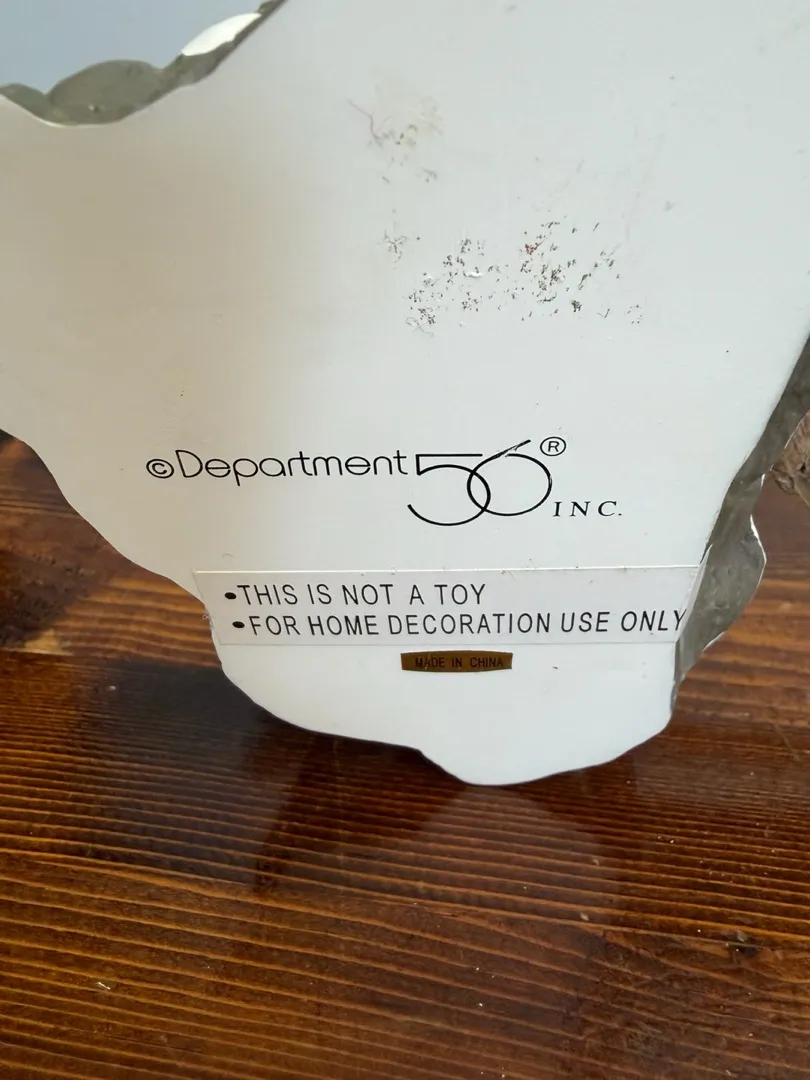 ©Department 56® INC.
•THIS IS NOT A TOY
•FOR HOME DECORATION USE ONLY
MADE IN CHINA